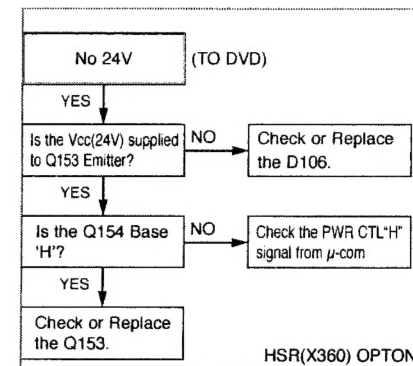 No 24V
(TO DVD)
YES
Is the Vcc(24V) supplied
to Q153 Emitter?
NO
Check or Replace
the D106.
YES
Is the Q154 Base
'H'?
NO
Check the PWR CTL“H”
signal from μ-com
YES
Check or Replace
the Q153.
HSR(X360) OPTON